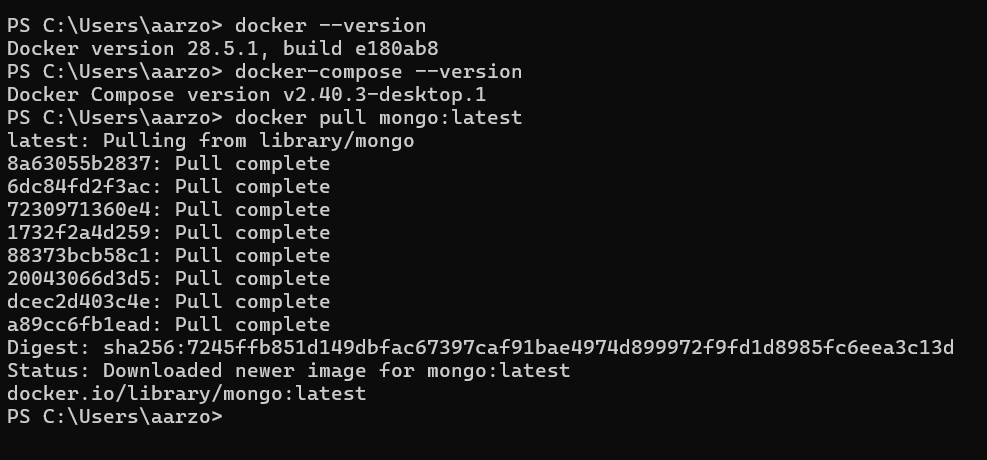 PS C:\Users\aarzo> docker --version
Docker version 28.5.1, build e180ab8
PS C:\Users\aarzo> docker-compose --version
Docker Compose version v2.40.3-desktop.1
PS C:\Users\aarzo> docker pull mongo:latest
latest: Pulling from library/mongo
8a63055b2837: Pull complete
6dc84fd2f3ac: Pull complete
7230971360e4: Pull complete
1732f2a4d259: Pull complete
88373bcb58c1: Pull complete
20043066d3d5: Pull complete
dcec2d403c4e: Pull complete
a89cc6fb1ead: Pull complete
Digest: sha256:7245ffb851d149dbfac67397caf91bae4974d899972f9fd1d8985fc6eea3c13d
Status: Downloaded newer image for mongo:latest
docker.io/library/mongo:latest
PS C:\Users\aarzo>